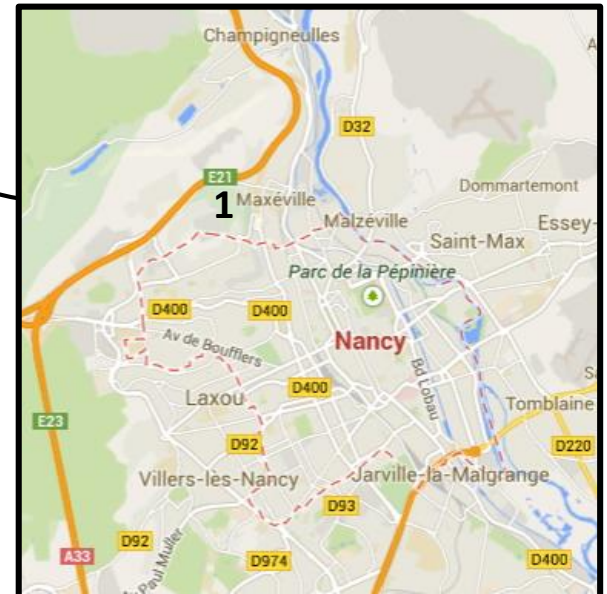 Champigneulles
A
D32
E21
1
Maxéville
Dommartemont
Malzéville
Essey-
Saint-Max
Parc de la Pépinière
D400
D400
Nancy
Av de Boufflers
Bd Lobau
D400
Laxou
Tomblaine
E23
D92
D220
Villers-lès-Nancy
Jarville-la-Malgrange
D93
D92
A33
Paul Muller
D974
D400